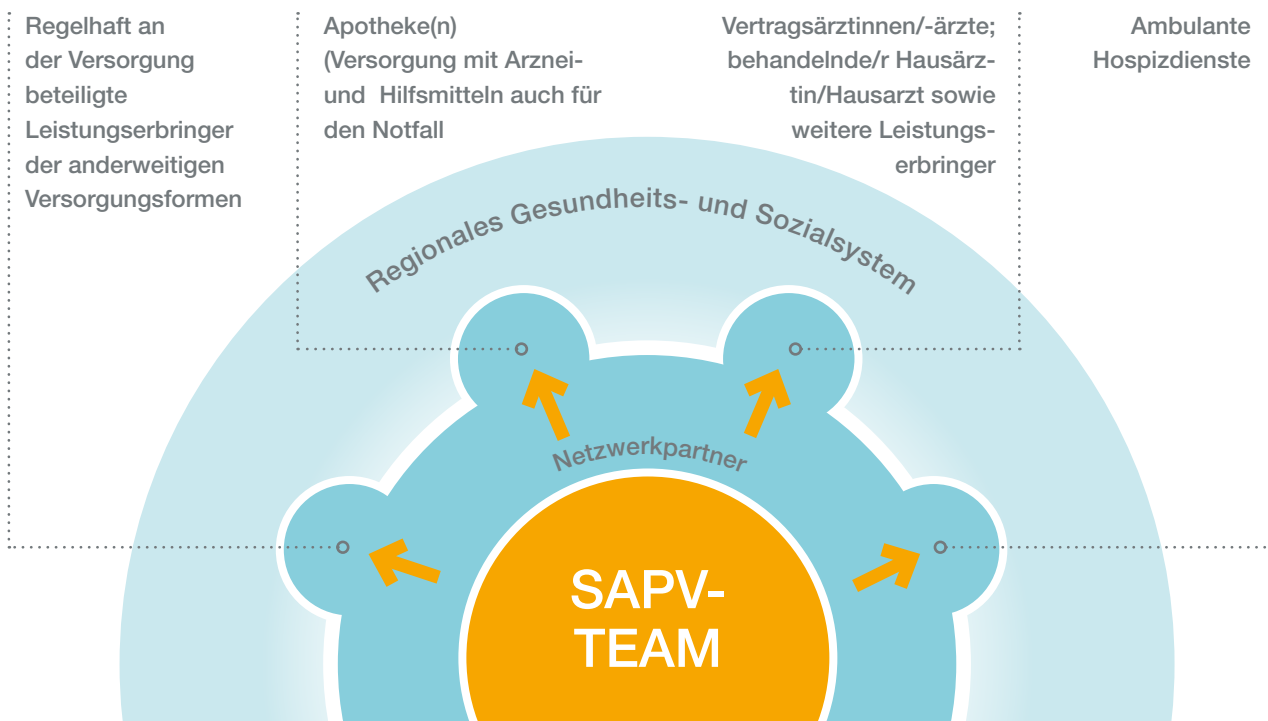 Regelhaft an
der Versorgung
beteiligte
Leistungserbringer
der anderweitigen
Versorgungsformen
Apotheke(n)
(Versorgung mit Arznei-
und Hilfsmitteln auch für
den Notfall
Vertragsärztinnen/-ärzte;
behandelnde/r Hausärz-
tin/Hausarzt sowie
weitere Leistungs-
erbringer
Ambulante
Hospizdienste
Regionales Gesundheits- und Sozialsystem
Netzwerkpartner
SAPV-
TEAM